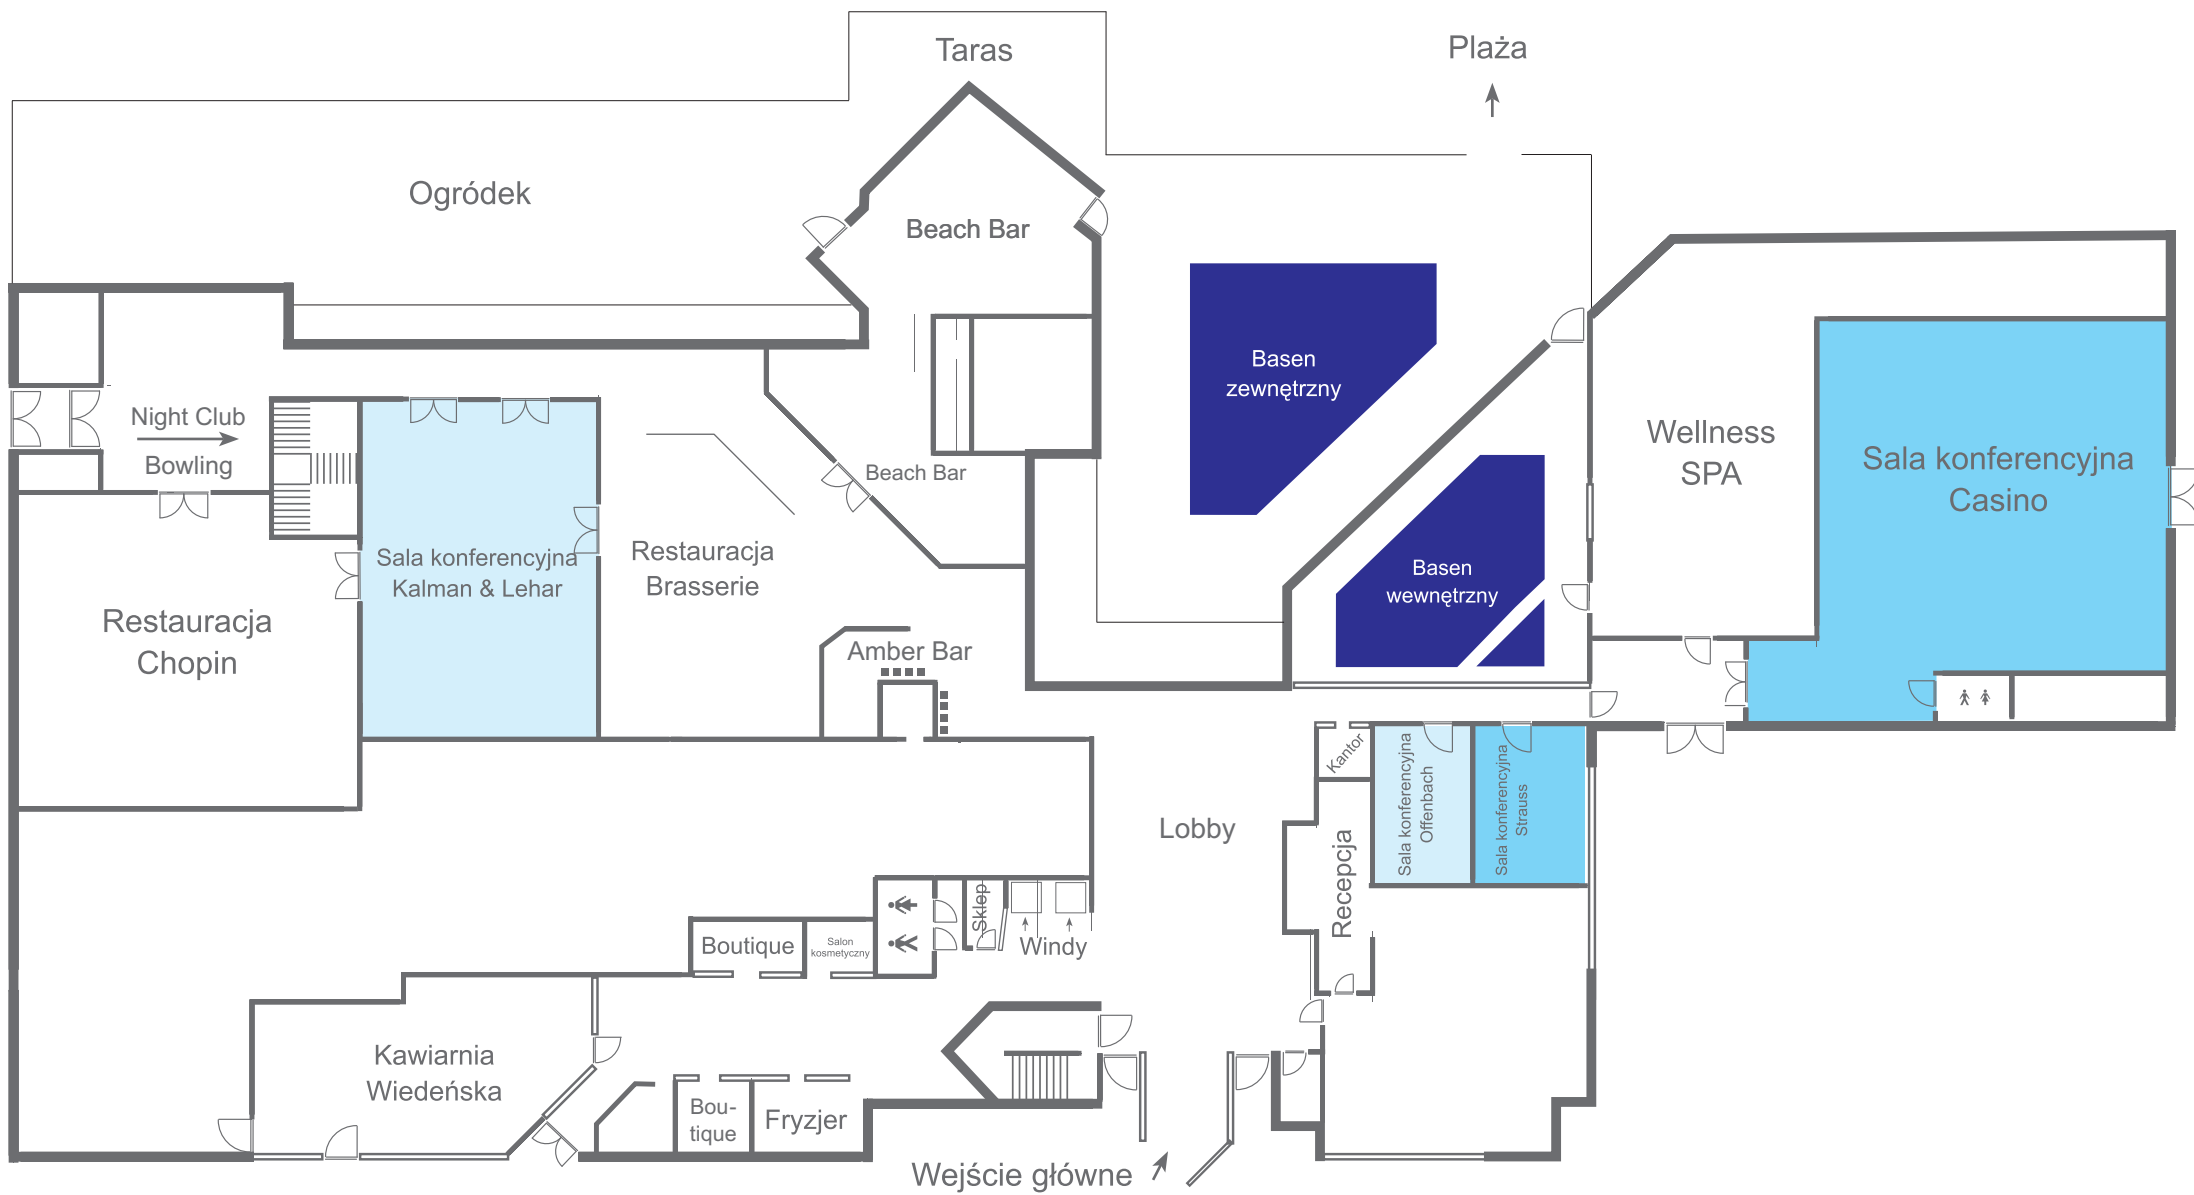 Taras
Plaża
Ogródek
Beach Bar
Basen
zewnętrzny
Night Club
Bowling
Beach Bar
Wellness
SPA
Sala konferencyjna
Casino
Sala konferencyjna
Kalman & Lehar
Restauracja
Brasserie
Basen
wewnętrzny
Restauracja
Chopin
Amber Bar
Kantor
Sala konferencyjna
Offenbach
Sala konferencyjna
Strauss
Lobby
Recepcja
Sklep
Boutique
Salon
kosmetyczny
Windy
Kawiarnia
Wiedeńska
Bou-
tique
Fryzjer
Wejście główne